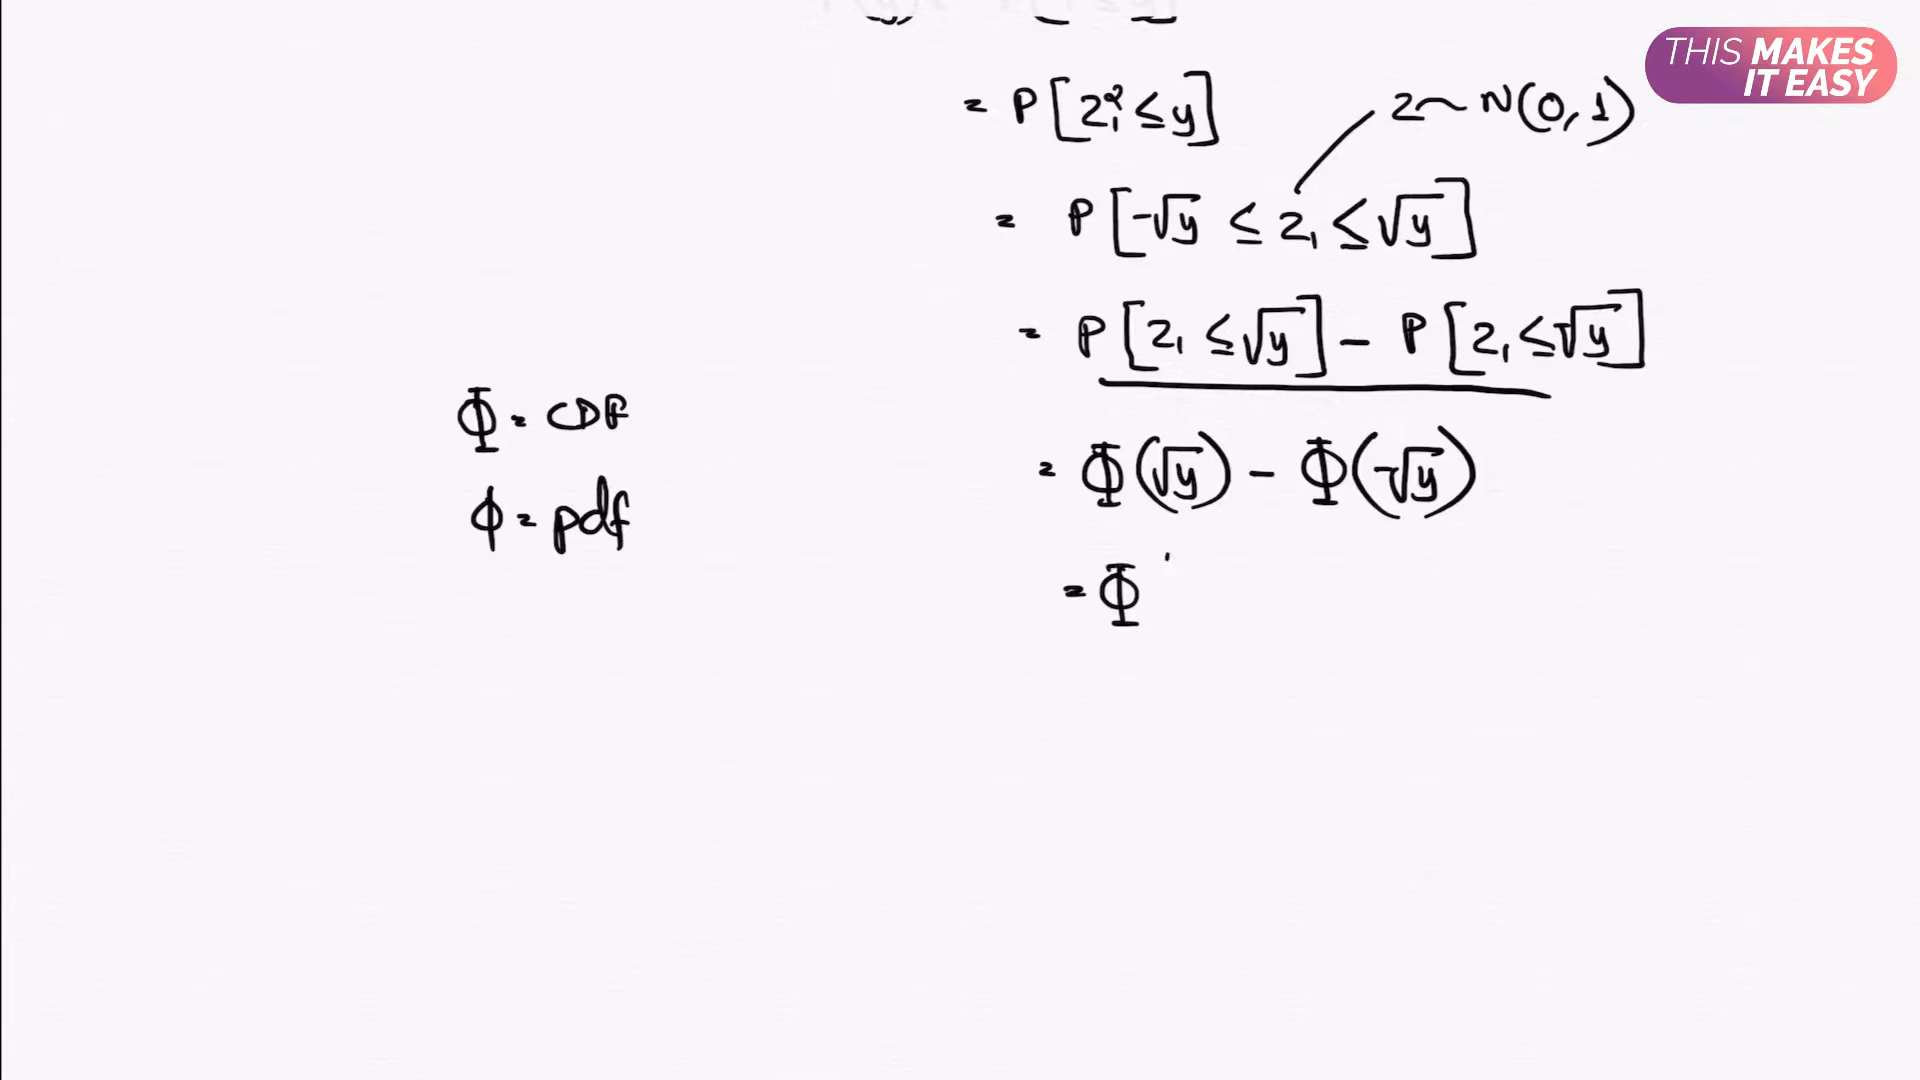 THIS MAKES
IT EASY
= P[Z₁² ≤ y]
Z ~ N(0, 1)
= P[-√y ≤ Z₁ ≤ √y]
= P[Z₁ ≤ √y] - P[Z₁ ≤ -√y]
Φ = CDF
= Φ(√y) - Φ(-√y)
ϕ = pdf
= Φ